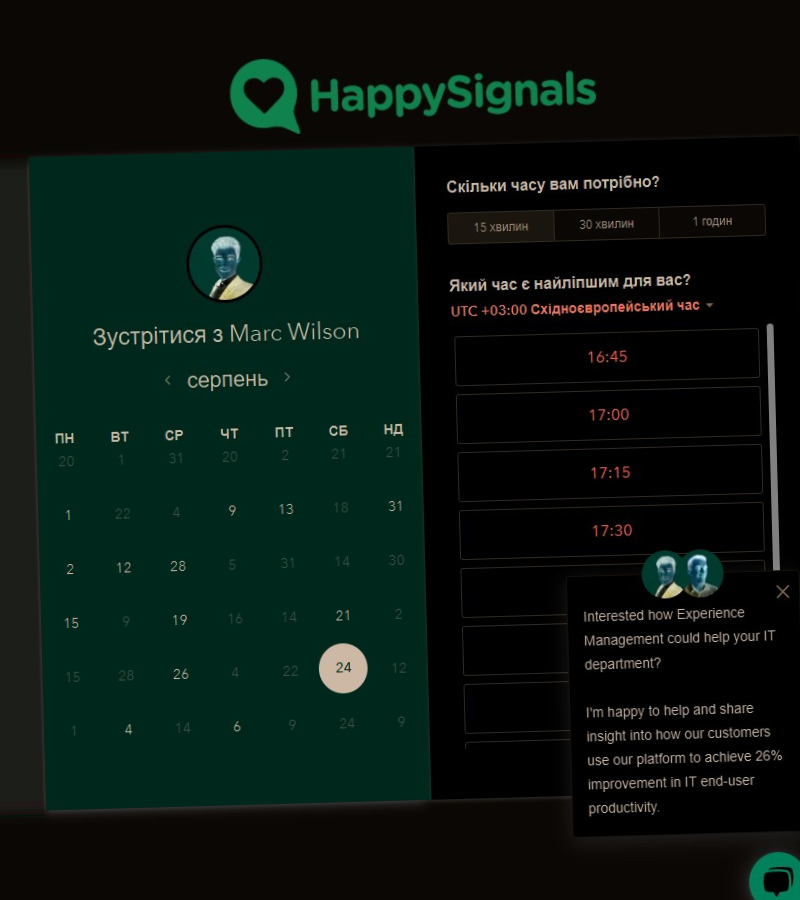 HappySignals
Зустрітися з Marc Wilson
серпень
ПН ВТ СР ЧТ ПТ СБ НД
20 1 31 20 2 21 21
1 22 4 9 13 18 31
2 12 28 5 31 14 30
15 9 19 16 14 21 2
15 28 26 4 22 24 12
1 4 14 6 9 24 9
Скільки часу вам потрібно?
15 хвилин 30 хвилин 1 годин
Який час є найліпшим для вас?
UTC +03:00 Східноєвропейський час
16:45
17:00
17:15
17:30
Interested how Experience
Management could help your IT
department?
I'm happy to help and share
insight into how our customers
use our platform to achieve 26%
improvement in IT end-user
productivity.